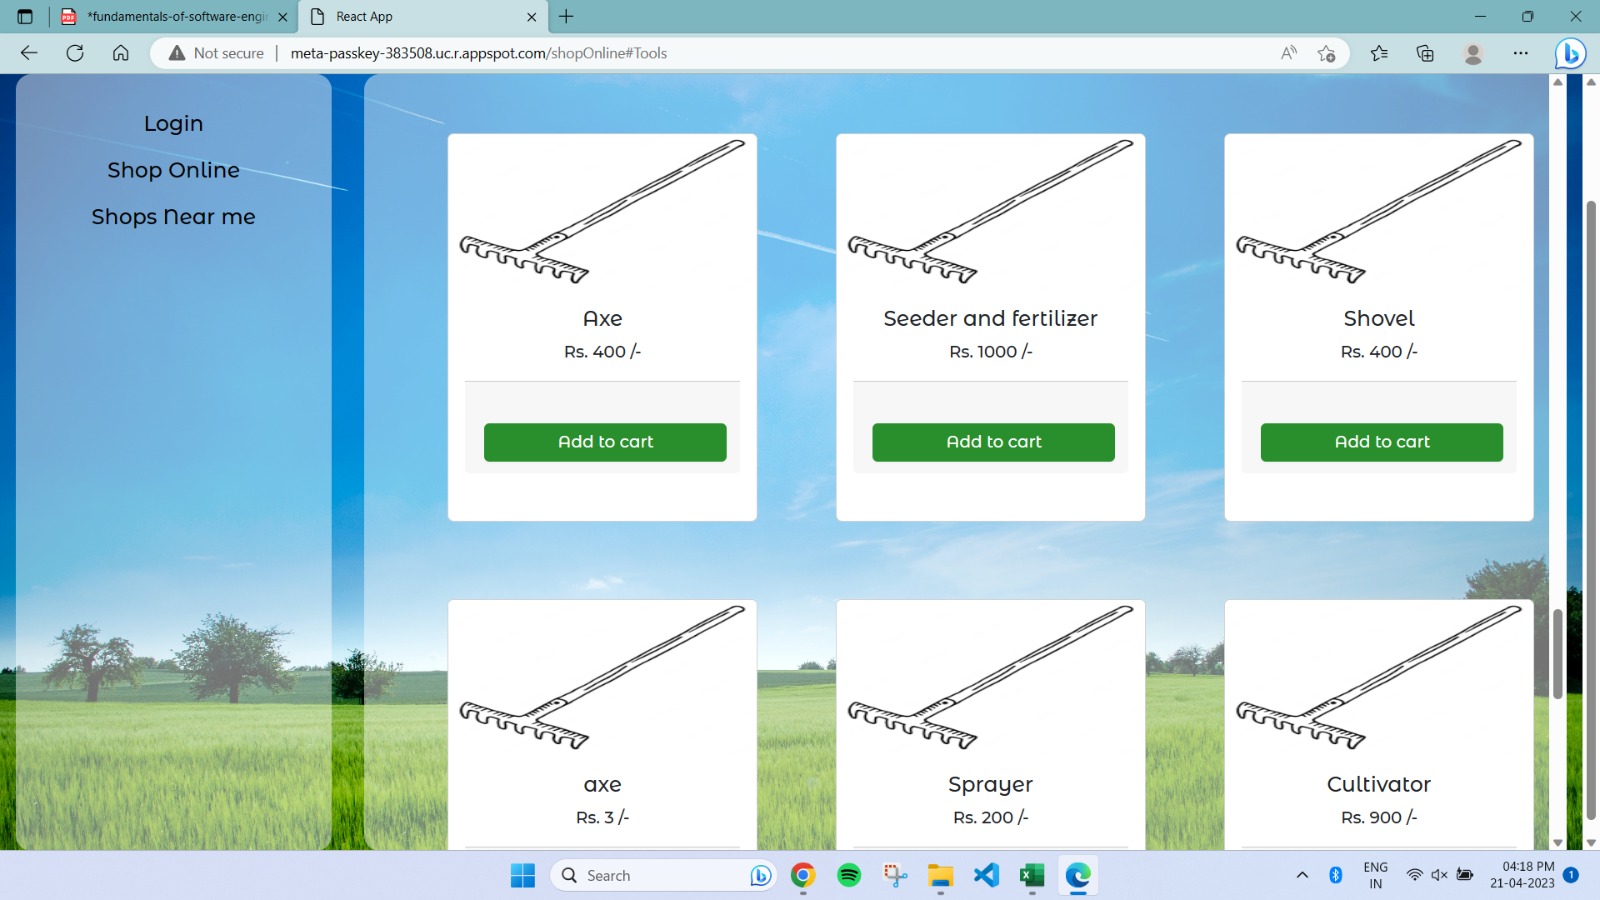 *fundamentals-of-software-engi
React App
Not secure
meta-passkey-383508.uc.r.appspot.com/shopOnline#Tools
Login
Shop Online
Shops Near me
Axe
Rs. 400 /-
Add to cart
Seeder and fertilizer
Rs. 1000 /-
Add to cart
Shovel
Rs. 400 /-
Add to cart
axe
Rs. 3 /-
Sprayer
Rs. 200 /-
Cultivator
Rs. 900 /-
Search
ENG
IN
04:18 PM
21-04-2023
1